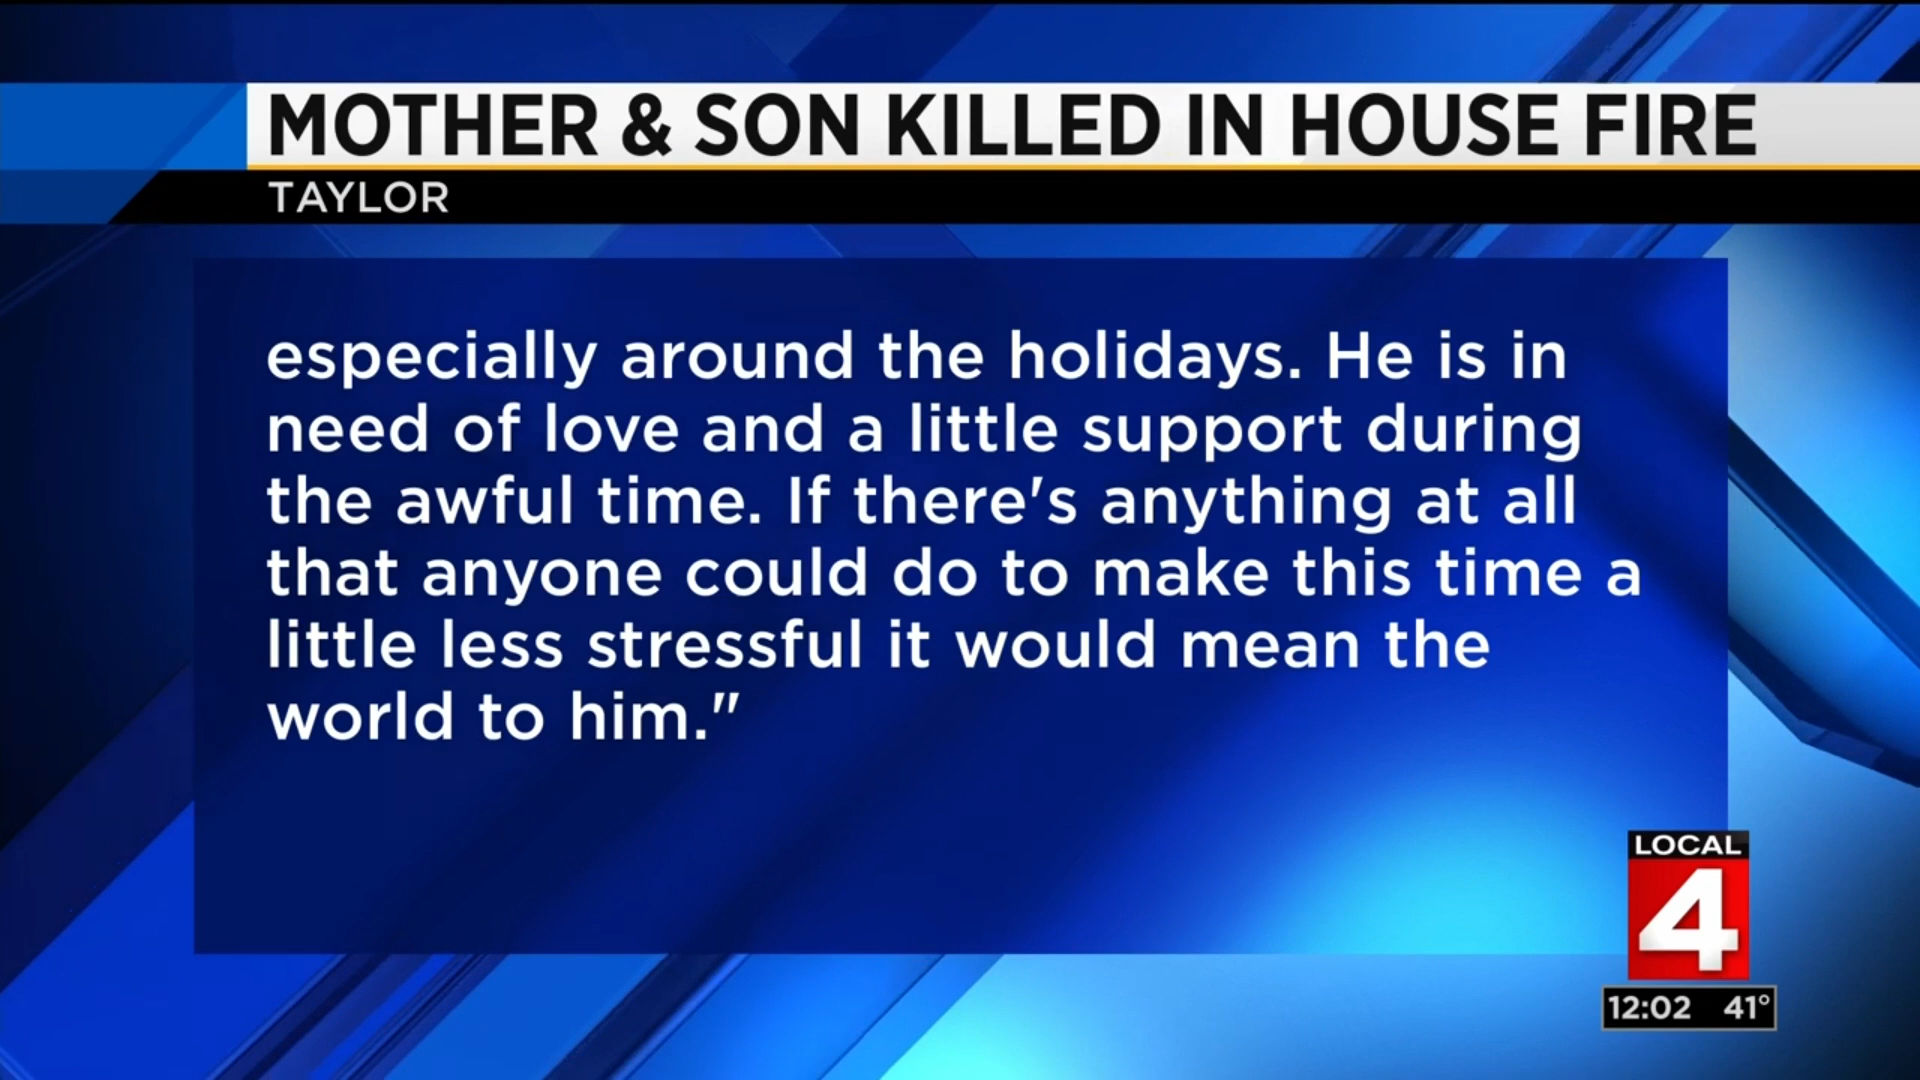 MOTHER & SON KILLED IN HOUSE FIRE
TAYLOR
especially around the holidays. He is in
need of love and a little support during
the awful time. If there's anything at all
that anyone could do to make this time a
little less stressful it would mean the
world to him."
LOCAL
4
12:02 41°